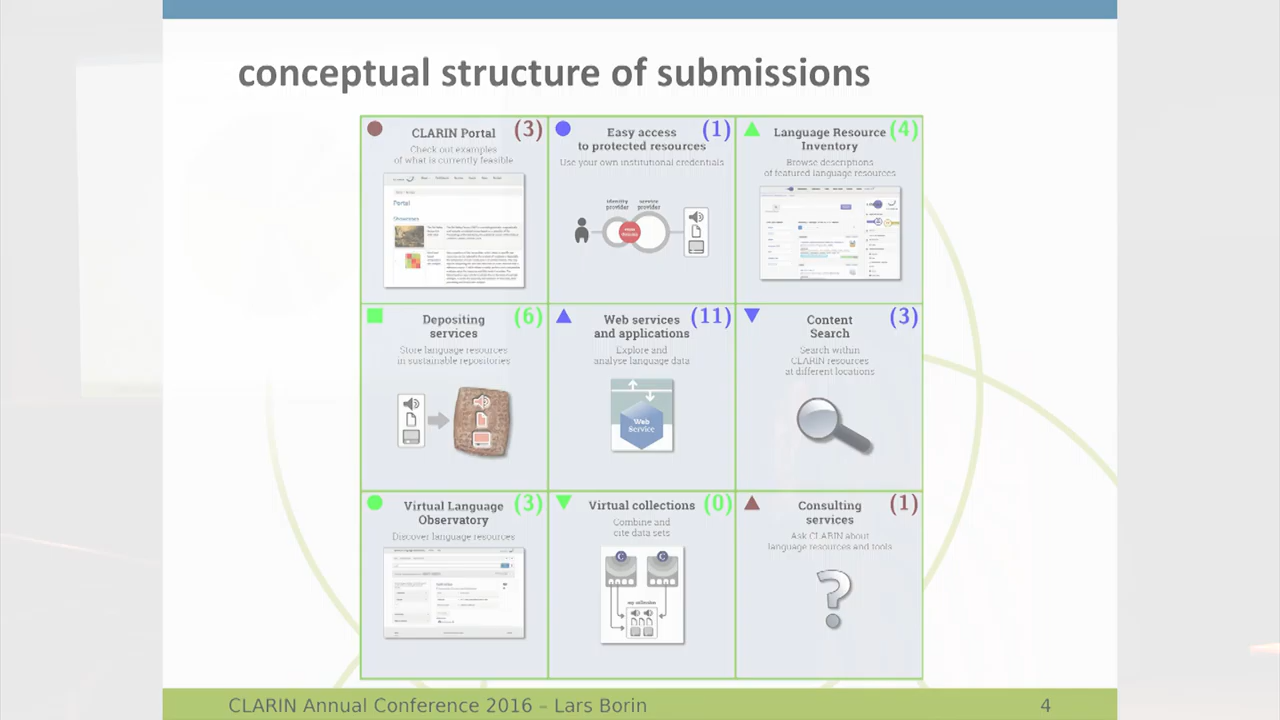 conceptual structure of submissions
CLARIN Portal
(3)
Check out examples
of what is currently feasible
Portal
Easy access
to protected resources
(1)
Use your own institutional credentials
identity
provider
service
provider
Language Resource
Inventory
(4)
Browse descriptions
of featured language resources
Depositing
services
(6)
Store language resources
in sustainable repositories
Web services
and applications
(11)
Explore and
analyse language data
Web
Service
Content
Search
(3)
Search within
CLARIN resources
at different locations
Virtual Language
Observatory
(3)
Discover language resources
Virtual collections
(0)
Combine and
cite data sets
C
C
my collection
Consulting
services
(1)
Ask CLARIN about
language resources and tools
?
CLARIN Annual Conference 2016 – Lars Borin
4